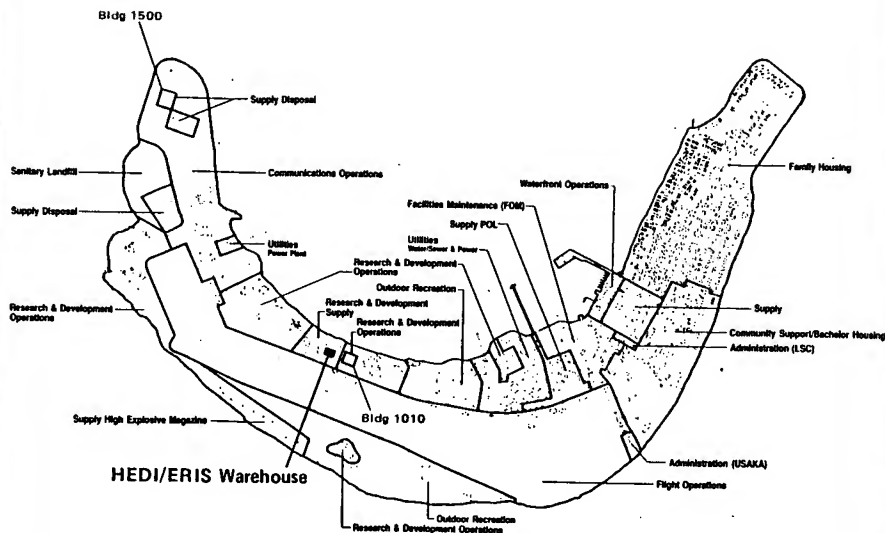 Bldg 1500
Supply Disposal
Sanitary Landfill
Communications Operations
Supply Disposal
Utilities
Power Plant
Research & Development
Operations
Family Housing
Waterfront Operations
Facilities Maintenance (FOM)
Supply POL
Utilities
Water/Sewer & Power
Research & Development
Operations
Outdoor Recreation
Research & Development
Supply
Research & Development
Operations
Supply
Community Support/Bachelor Housing
Administration (LSC)
Bldg 1010
Supply High Explosive Magazine
HEDI/ERIS Warehouse
Administration (USAKA)
Flight Operations
Outdoor Recreation
Research & Development Operations